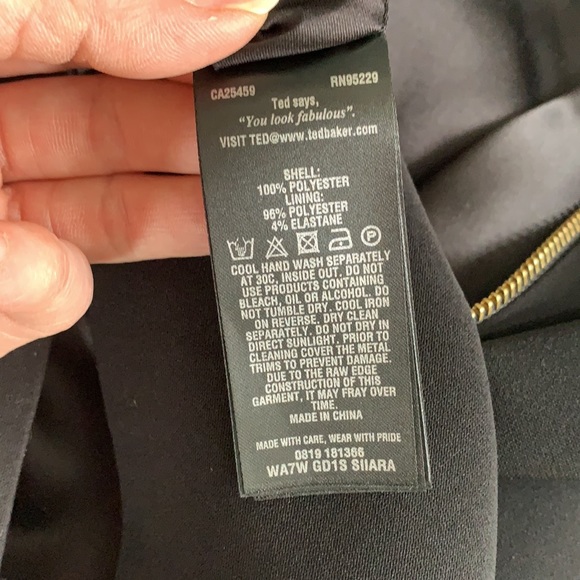 CA25459 RN95229
Ted says,
"You look fabulous".
VISIT TED@www.tedbaker.com
SHELL:
100% POLYESTER
LINING:
96% POLYESTER
4% ELASTANE
P
COOL HAND WASH SEPARATELY
AT 30C, INSIDE OUT. DO NOT
USE PRODUCTS CONTAINING
BLEACH, OIL OR ALCOHOL. DO
NOT TUMBLE DRY. COOL IRON
ON REVERSE. DRY CLEAN
SEPARATELY. DO NOT DRY IN
DIRECT SUNLIGHT. PRIOR TO
CLEANING COVER THE METAL
TRIMS TO PREVENT DAMAGE.
DUE TO THE RAW EDGE
CONSTRUCTION OF THIS
GARMENT, IT MAY FRAY OVER
TIME.
MADE IN CHINA
MADE WITH CARE, WEAR WITH PRIDE
0819 181366
WA7W GD1S SIIARA